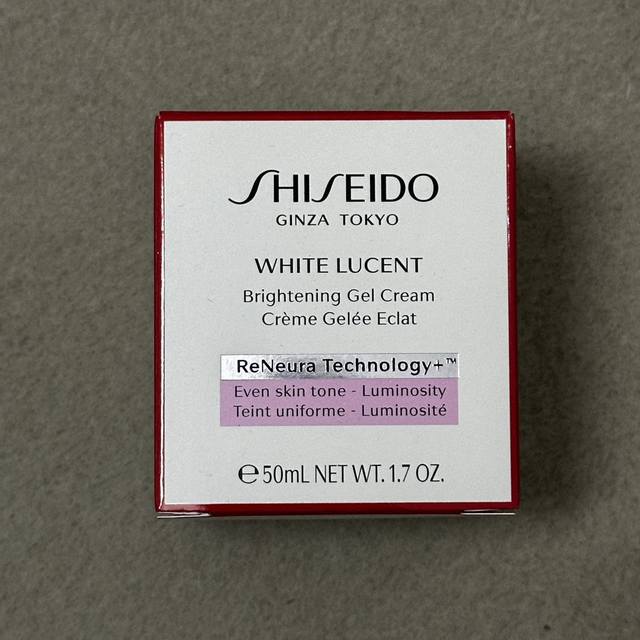 SHISEIDO
GINZA TOKYO
WHITE LUCENT
Brightening Gel Cream
Crème Gelée Eclat
ReNeura Technology+™
Even skin tone - Luminosity
Teint uniforme - Luminosité
℮50mL NET WT. 1.7 OZ.